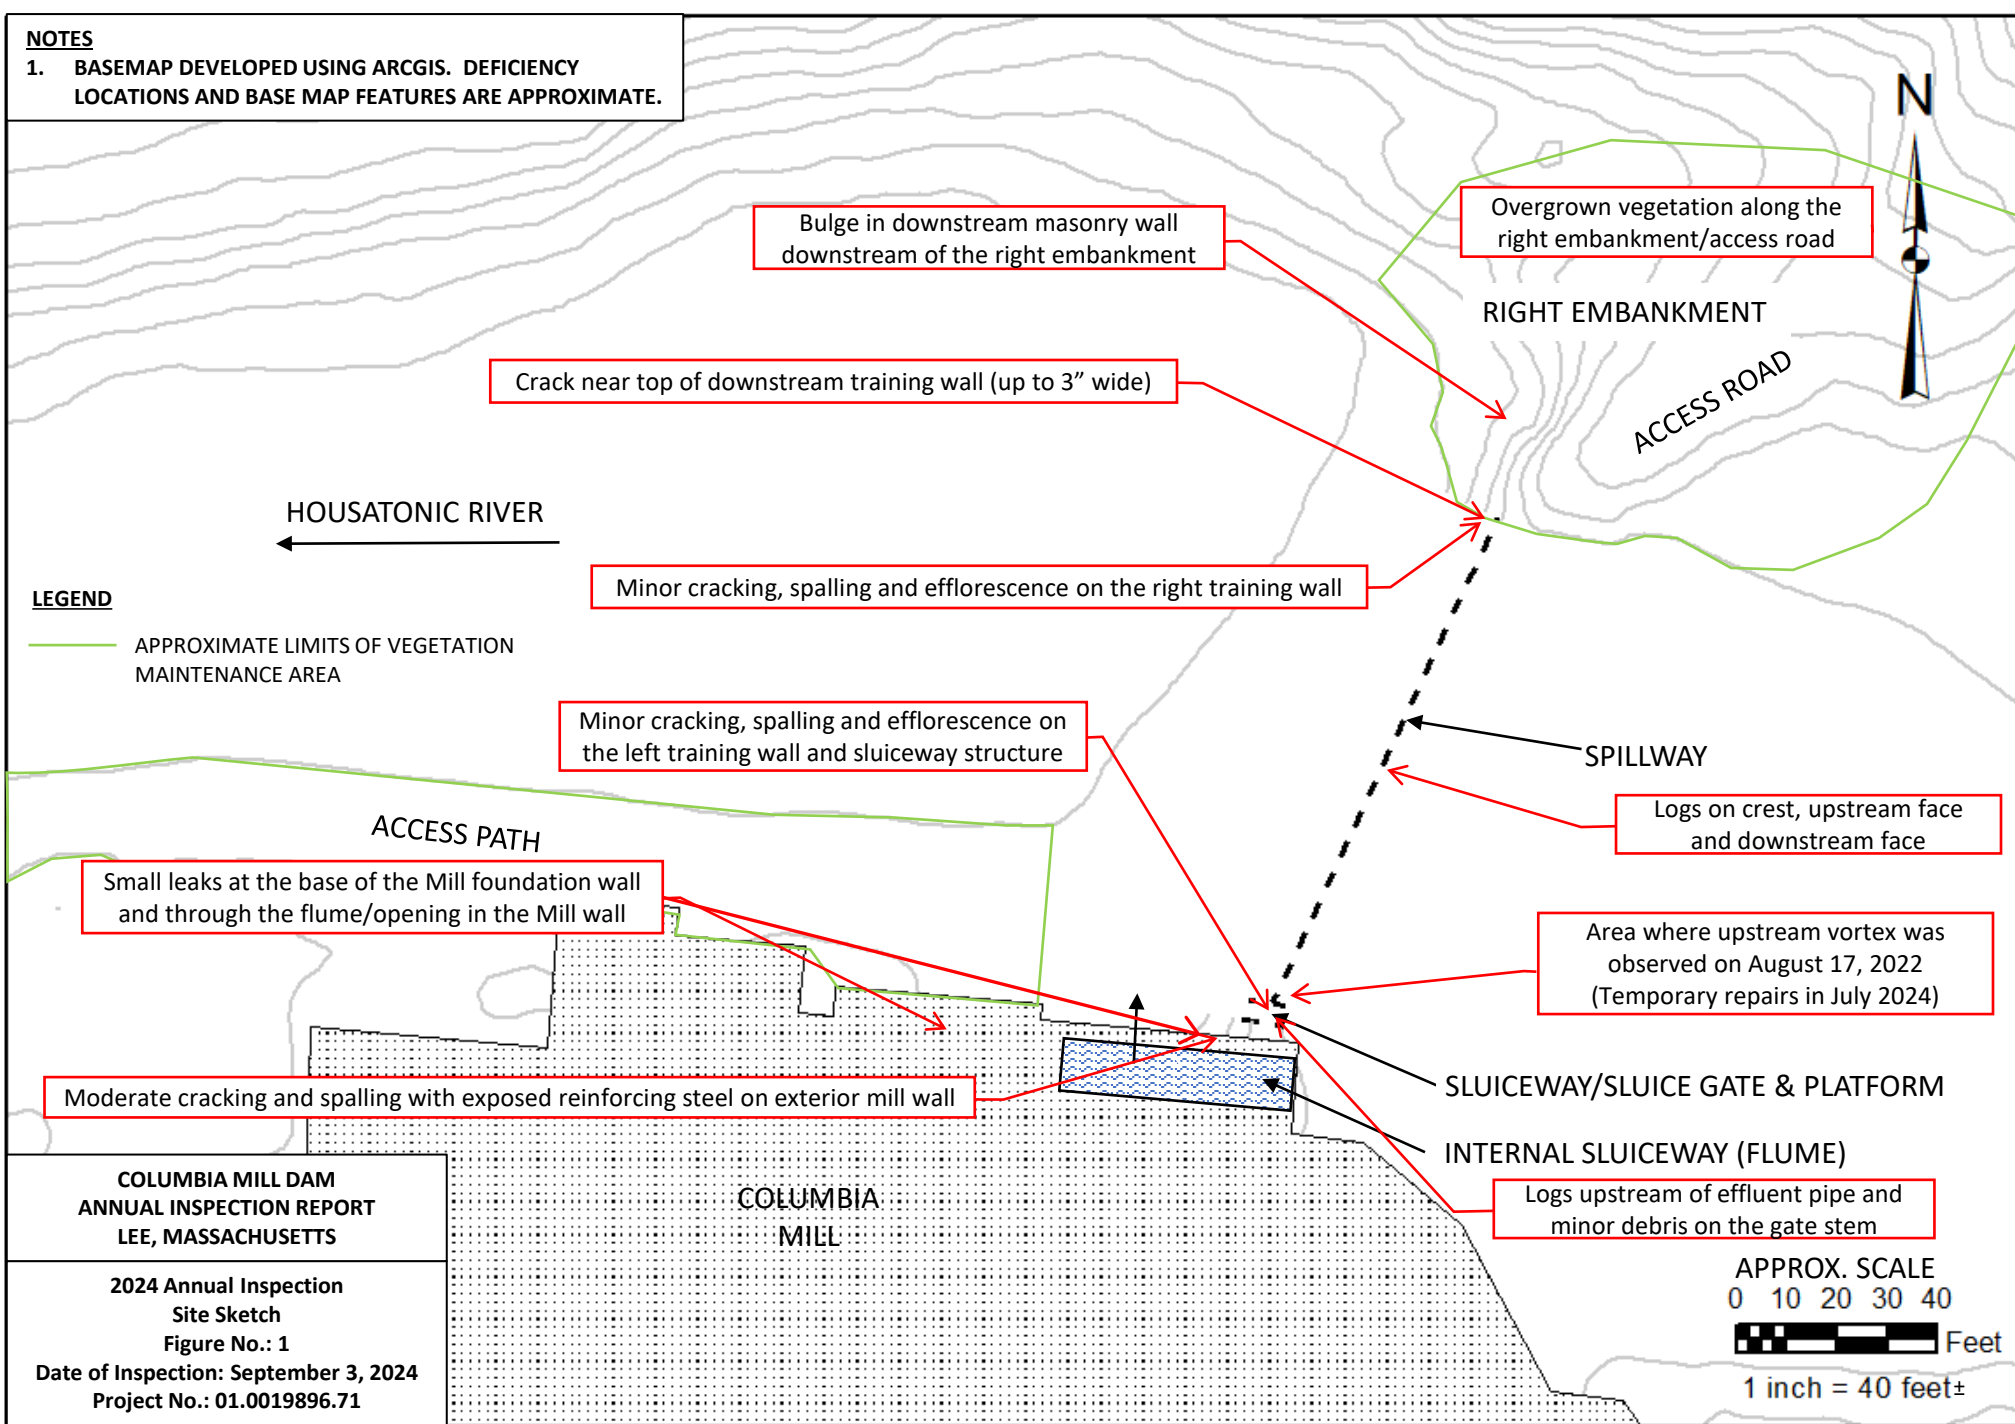 NOTES
1. BASEMAP DEVELOPED USING ARCGIS. DEFICIENCY
LOCATIONS AND BASE MAP FEATURES ARE APPROXIMATE.
N
Bulge in downstream masonry wall
downstream of the right embankment
Overgrown vegetation along the
right embankment/access road
RIGHT EMBANKMENT
Crack near top of downstream training wall (up to 3” wide)
ACCESS ROAD
HOUSATONIC RIVER
Minor cracking, spalling and efflorescence on the right training wall
LEGEND
APPROXIMATE LIMITS OF VEGETATION
MAINTENANCE AREA
Minor cracking, spalling and efflorescence on
the left training wall and sluiceway structure
SPILLWAY
Logs on crest, upstream face
and downstream face
ACCESS PATH
Small leaks at the base of the Mill foundation wall
and through the flume/opening in the Mill wall
Area where upstream vortex was
observed on August 17, 2022
(Temporary repairs in July 2024)
Moderate cracking and spalling with exposed reinforcing steel on exterior mill wall
SLUICEWAY/SLUICE GATE & PLATFORM
INTERNAL SLUICEWAY (FLUME)
Logs upstream of effluent pipe and
minor debris on the gate stem
COLUMBIA
MILL
COLUMBIA MILL DAM
ANNUAL INSPECTION REPORT
LEE, MASSACHUSETTS
2024 Annual Inspection
Site Sketch
Figure No.: 1
Date of Inspection: September 3, 2024
Project No.: 01.0019896.71
APPROX. SCALE
0 10 20 30 40
Feet
1 inch = 40 feet±